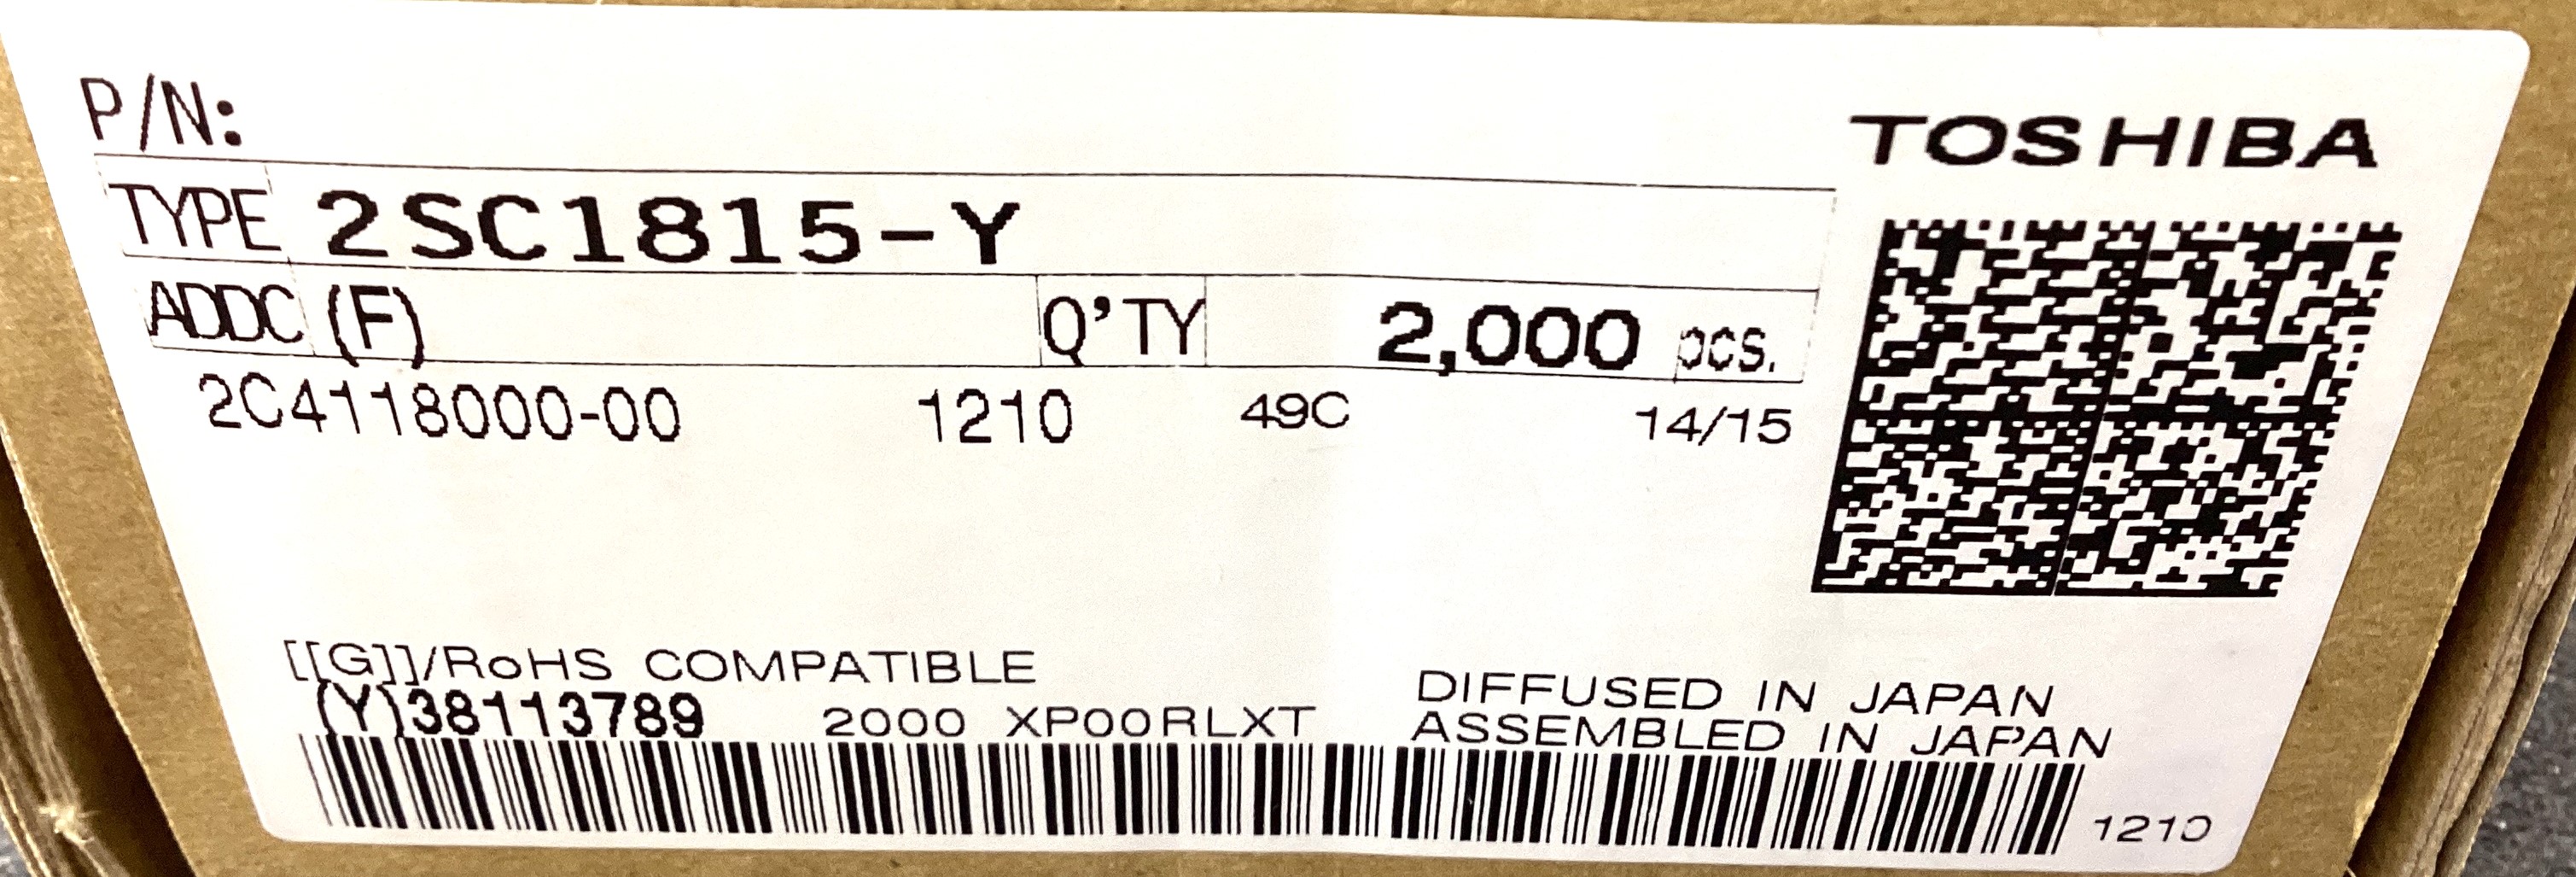 P/N:
TOSHIBA
TYPE 2SC1815-Y
ADDC (F) Q'TY 2,000 pcs.
2C4118000-00 1210 49C 14/15
[[G]]/RoHS COMPATIBLE
DIFFUSED IN JAPAN
(Y)38113789 2000 XP00RLXT
ASSEMBLED IN JAPAN
1210